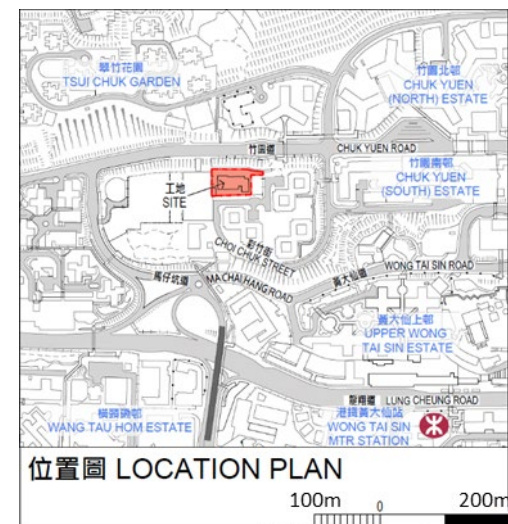 翠竹花園
TSUI CHUK GARDEN
竹園北邨
CHUK YUEN
(NORTH) ESTATE
竹園道
CHUK YUEN ROAD
工地
SITE
竹園南邨
CHUK YUEN
(SOUTH) ESTATE
彩竹街
CHOI CHUK STREET
馬仔坑道
MA CHAI HANG ROAD
黃大仙道
WONG TAI SIN ROAD
黃大仙上邨
UPPER WONG
TAI SIN ESTATE
龍翔道 LUNG CHEUNG ROAD
橫頭磡邨
WANG TAU HOM ESTATE
港鐵黃大仙站
WONG TAI SIN
MTR STATION
位置圖 LOCATION PLAN
100m 0 200m